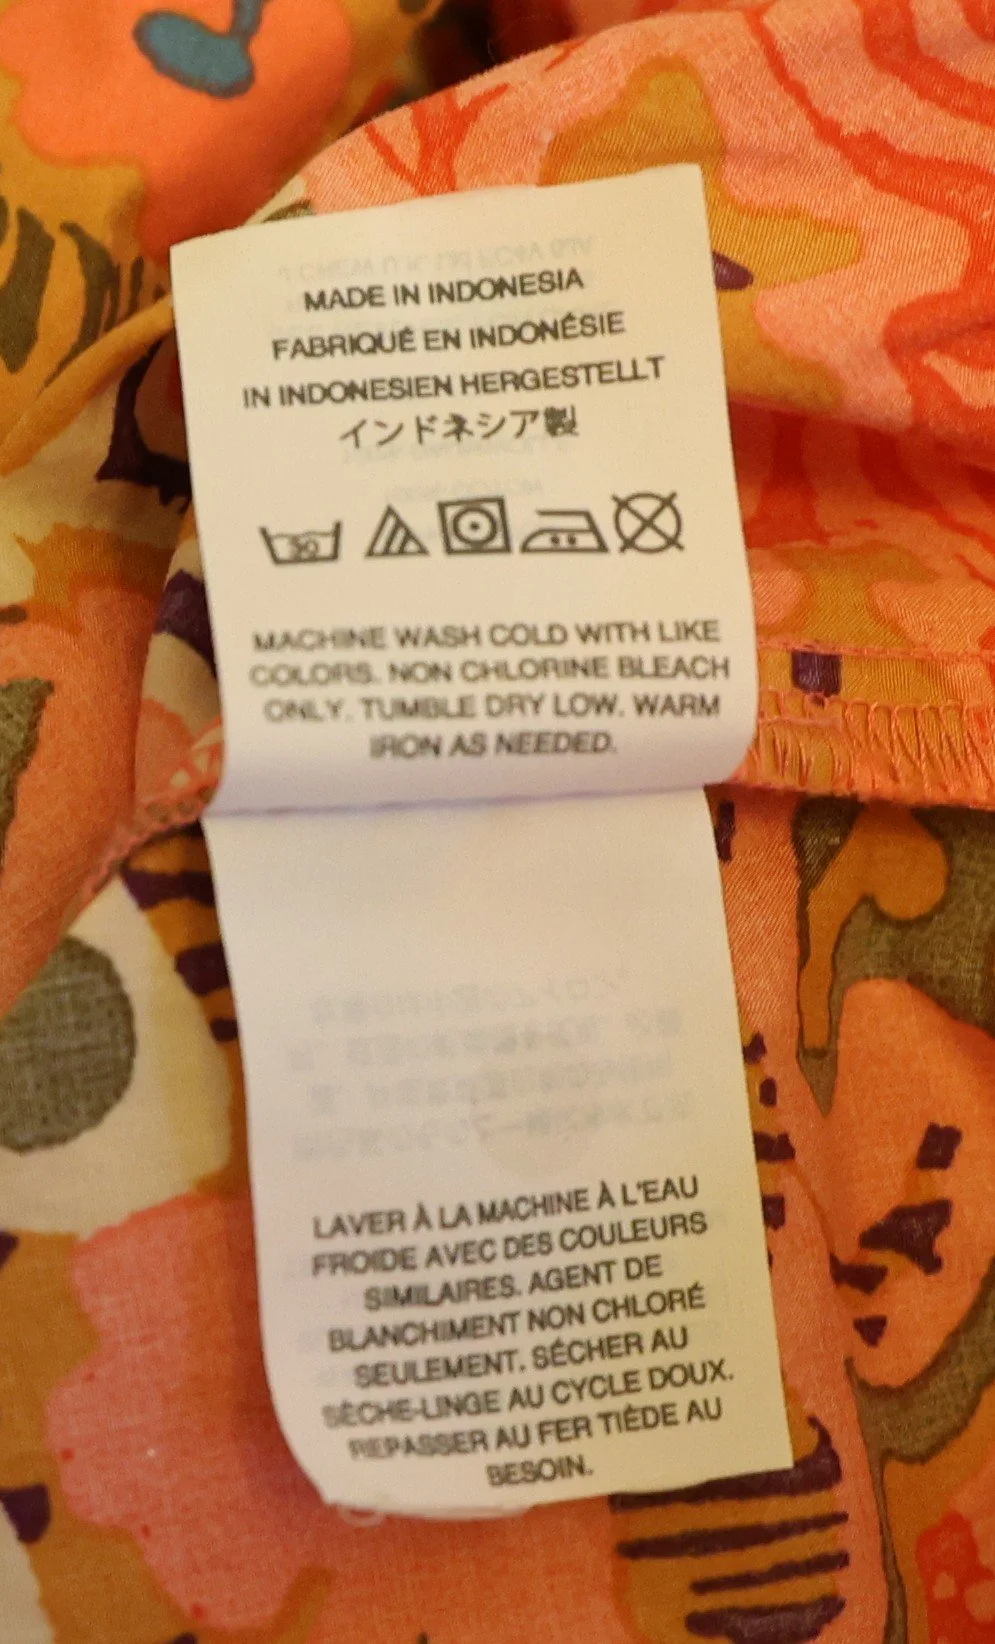 MADE IN INDONESIA
FABRIQUÉ EN INDONÉSIE
IN INDONESIEN HERGESTELLT
インドネシア製
30
MACHINE WASH COLD WITH LIKE
COLORS. NON CHLORINE BLEACH
ONLY. TUMBLE DRY LOW. WARM
IRON AS NEEDED.
LAVER À LA MACHINE À L'EAU
FROIDE AVEC DES COULEURS
SIMILAIRES. AGENT DE
BLANCHIMENT NON CHLORÉ
SEULEMENT. SÉCHER AU
SÈCHE-LINGE AU CYCLE DOUX.
REPASSER AU FER TIÈDE AU
BESOIN.